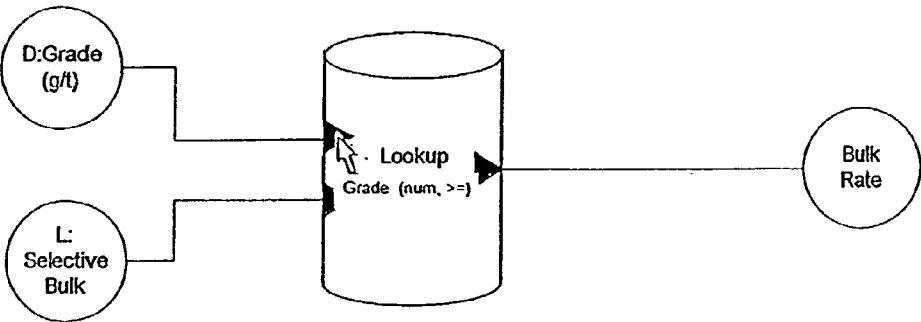 D:Grade
(g/t)
Lookup
Grade (num, >=)
L:
Selective
Bulk
Bulk
Rate